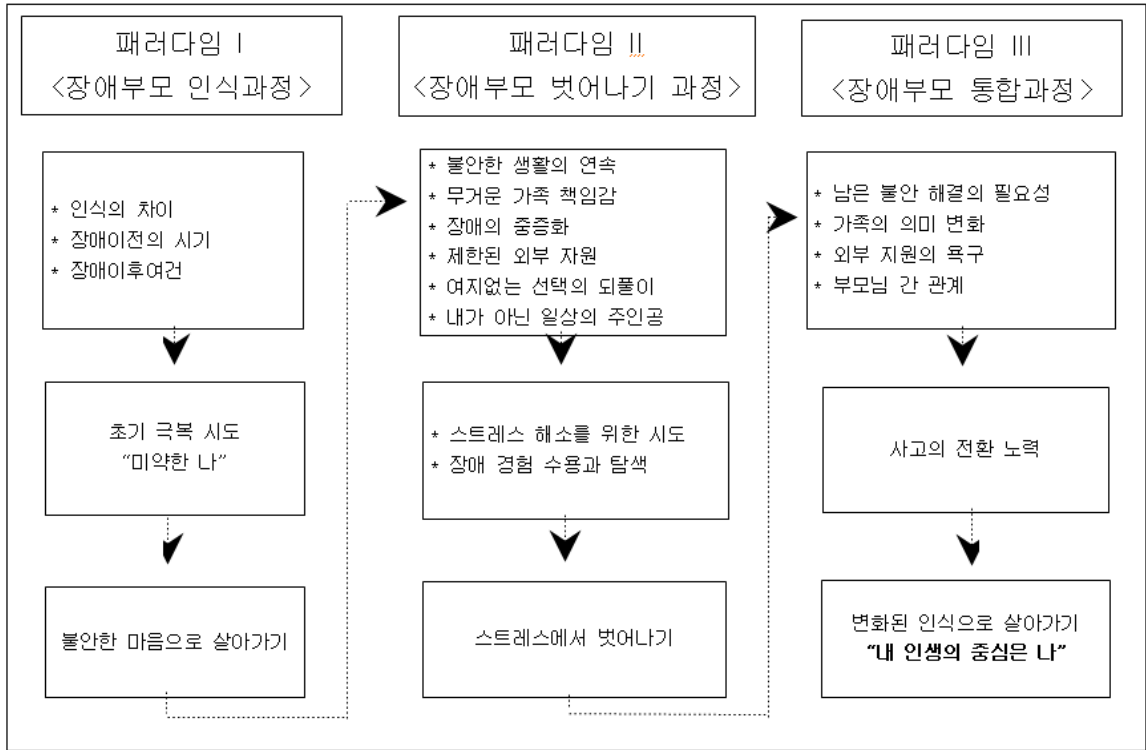 패러다임 Ⅰ
<장애부모 인식과정>
* 인식의 차이
* 장애이전의 시기
* 장애이후여건
초기 극복 시도
“미약한 나”
불안한 마음으로 살아가기
패러다임 Ⅱ
<장애부모 벗어나기 과정>
* 불안한 생활의 연속
* 무거운 가족 책임감
* 장애의 중증화
* 제한된 외부 자원
* 여지없는 선택의 되풀이
* 내가 아닌 일상의 주인공
* 스트레스 해소를 위한 시도
* 장애 경험 수용과 탐색
스트레스에서 벗어나기
패러다임 Ⅲ
<장애부모 통합과정>
* 남은 불안 해결의 필요성
* 가족의 의미 변화
* 외부 지원의 욕구
* 부모님 간 관계
사고의 전환 노력
변화된 인식으로 살아가기
“내 인생의 중심은 나”